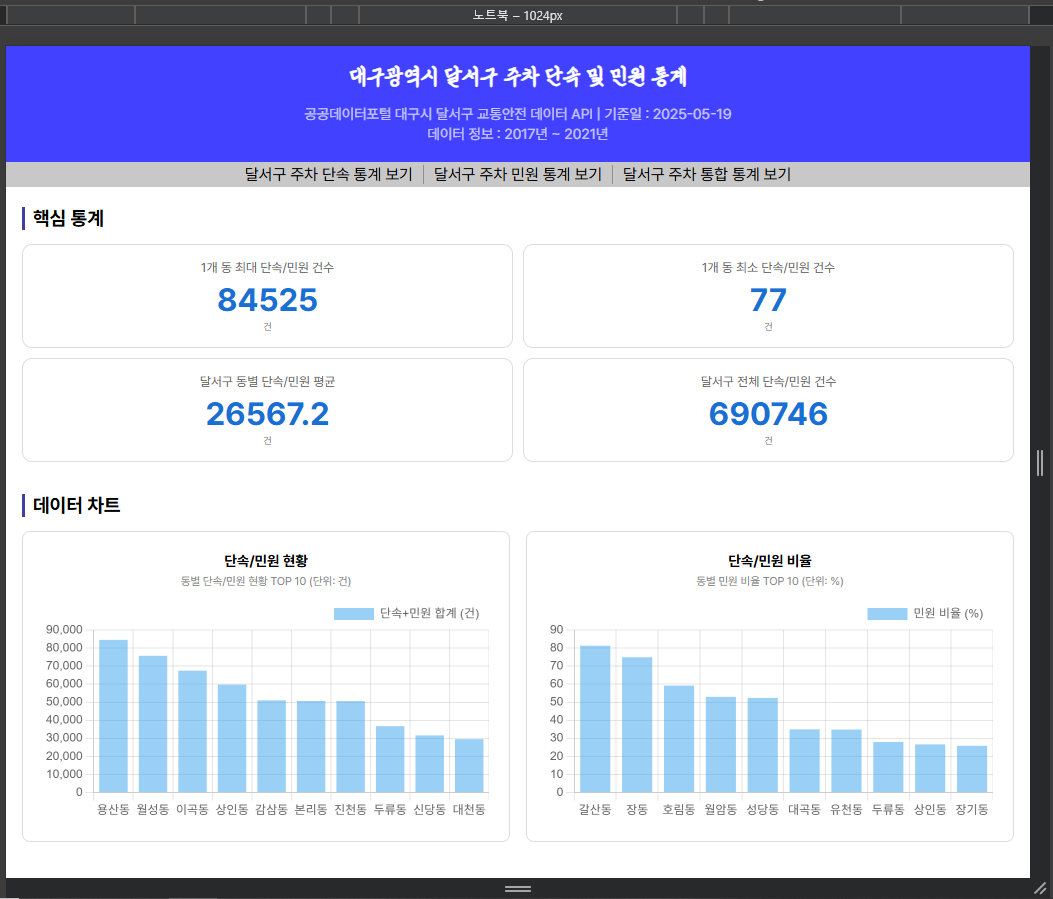 노트북 – 1024px
대구광역시 달서구 주차 단속 및 민원 통계
공공데이터포털 대구시 달서구 교통안전 데이터 API | 기준일 : 2025-05-19
데이터 정보 : 2017년 ~ 2021년
달서구 주차 단속 통계 보기 달서구 주차 민원 통계 보기 달서구 주차 통합 통계 보기
핵심 통계
1개 동 최대 단속/민원 건수
84525
건
1개 동 최소 단속/민원 건수
77
건
달서구 동별 단속/민원 평균
26567.2
건
달서구 전체 단속/민원 건수
690746
건
데이터 차트
단속/민원 현황
동별 단속/민원 현황 TOP 10 (단위: 건)
단속+민원 합계 (건)
90,000
80,000
70,000
60,000
50,000
40,000
30,000
20,000
10,000
0
용산동 월성동 이곡동 상인동 감삼동 본리동 진천동 두류동 신당동 대천동
단속/민원 비율
동별 민원 비율 TOP 10 (단위: %)
민원 비율 (%)
90
80
70
60
50
40
30
20
10
0
갈산동 장동 호림동 월암동 성당동 대곡동 유천동 두류동 상인동 장기동